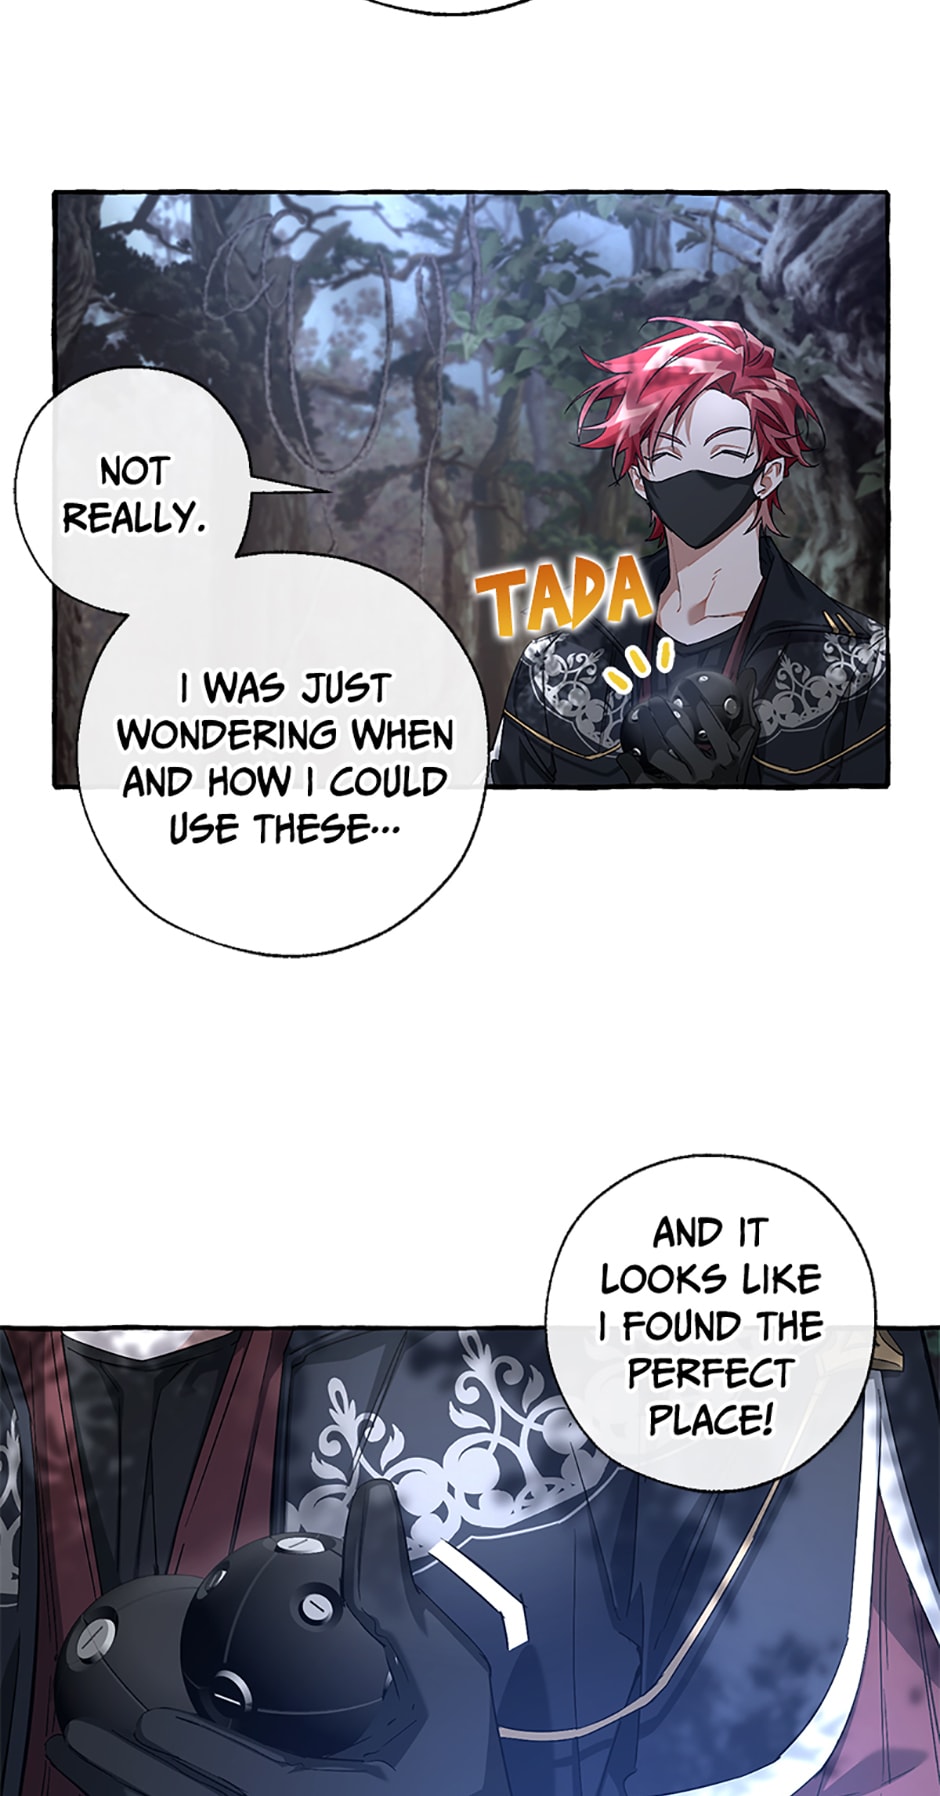 NOT
REALLY.
TADA
I WAS JUST
WONDERING WHEN
AND HOW I COULD
USE THESE...
AND IT
LOOKS LIKE
I FOUND THE
PERFECT
PLACE!